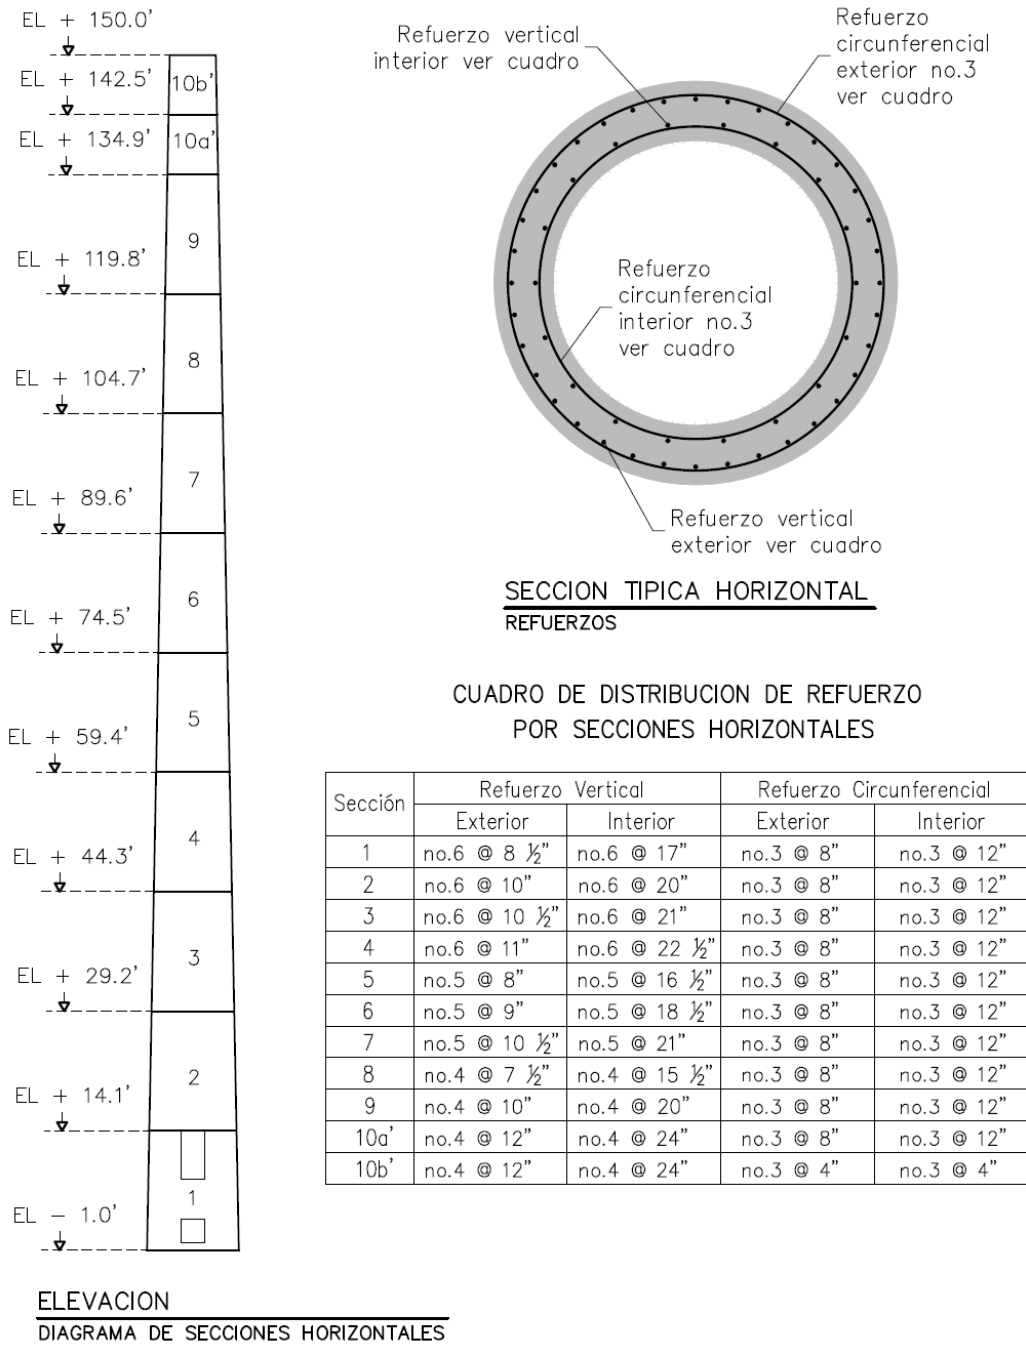 EL + 150.0'
EL + 142.5'
EL + 134.9'
EL + 119.8'
EL + 104.7'
EL + 89.6'
EL + 74.5'
EL + 59.4'
EL + 44.3'
EL + 29.2'
EL + 14.1'
EL − 1.0'
10b'
10a'
9
8
7
6
5
4
3
2
1
ELEVACION
DIAGRAMA DE SECCIONES HORIZONTALES
Refuerzo vertical
interior ver cuadro
Refuerzo
circunferencial
exterior no.3
ver cuadro
Refuerzo
circunferencial
interior no.3
ver cuadro
Refuerzo vertical
exterior ver cuadro
SECCION TIPICA HORIZONTAL
REFUERZOS
CUADRO DE DISTRIBUCION DE REFUERZO
POR SECCIONES HORIZONTALES
Sección Refuerzo Vertical Refuerzo Circunferencial
Exterior Interior Exterior Interior
1 no.6 @ 8 ½" no.6 @ 17" no.3 @ 8" no.3 @ 12"
2 no.6 @ 10" no.6 @ 20" no.3 @ 8" no.3 @ 12"
3 no.6 @ 10 ½" no.6 @ 21" no.3 @ 8" no.3 @ 12"
4 no.6 @ 11" no.6 @ 22 ½" no.3 @ 8" no.3 @ 12"
5 no.5 @ 8" no.5 @ 16 ½" no.3 @ 8" no.3 @ 12"
6 no.5 @ 9" no.5 @ 18 ½" no.3 @ 8" no.3 @ 12"
7 no.5 @ 10 ½" no.5 @ 21" no.3 @ 8" no.3 @ 12"
8 no.4 @ 7 ½" no.4 @ 15 ½" no.3 @ 8" no.3 @ 12"
9 no.4 @ 10" no.4 @ 20" no.3 @ 8" no.3 @ 12"
10a' no.4 @ 12" no.4 @ 24" no.3 @ 8" no.3 @ 12"
10b' no.4 @ 12" no.4 @ 24" no.3 @ 4" no.3 @ 4"